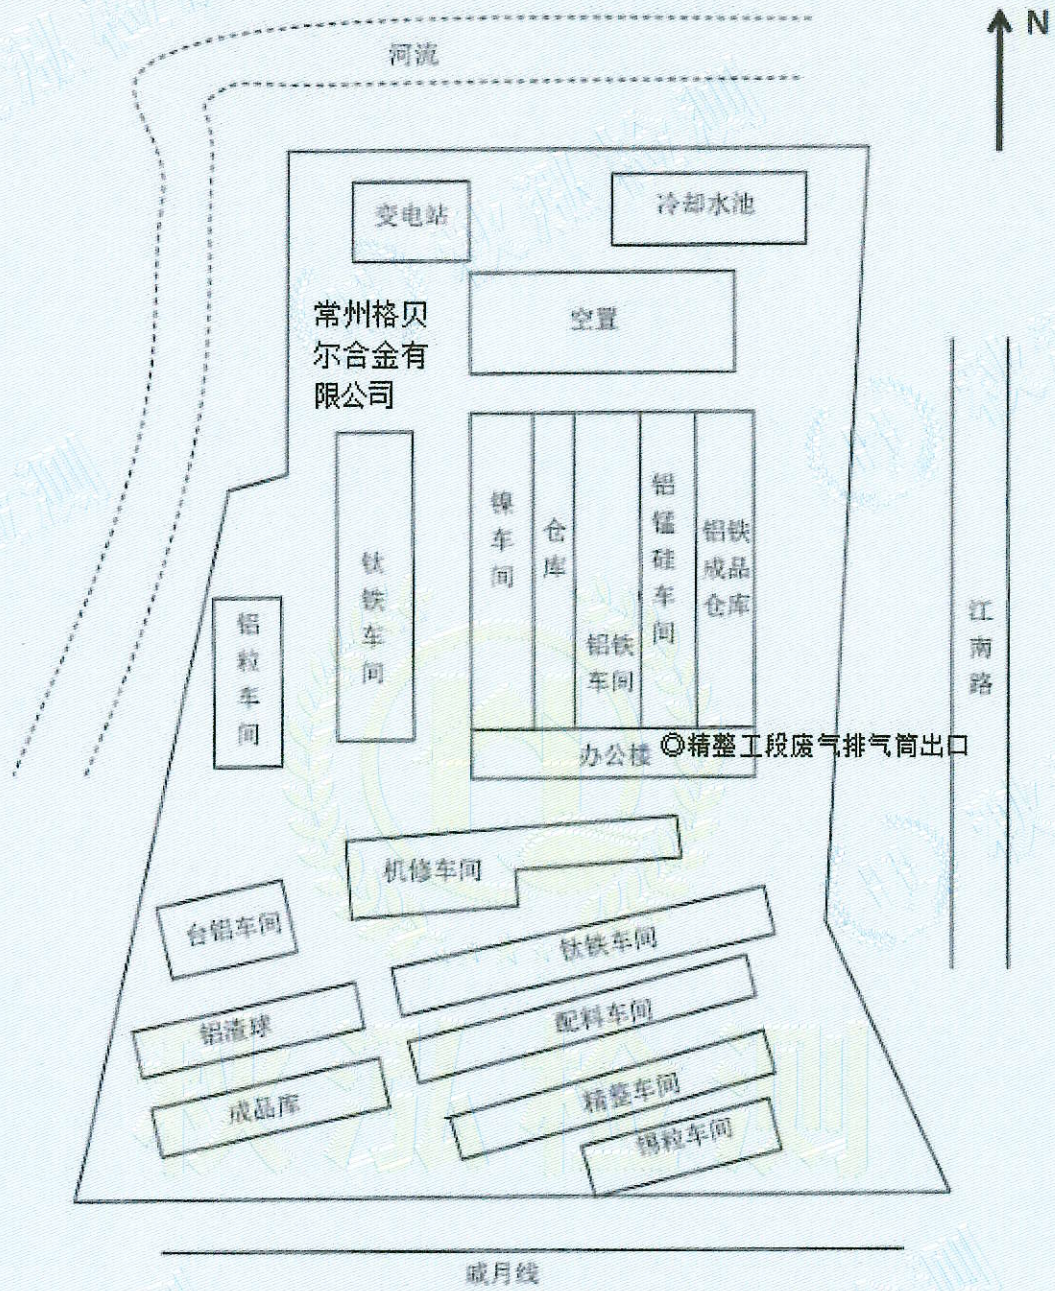 N
河流
变电站
冷却水池
常州格贝
尔合金有
限公司
空置
镍车间
仓库
铝铁
车间
铝锰硅车间
铝铁
成品
仓库
钛铁车间
铝粒车间
江南路
办公楼
◎精整工段废气排气筒出口
机修车间
台铝车间
钛铁车间
铝渣球
配料车间
成品库
精整车间
锡粒车间
戚月线